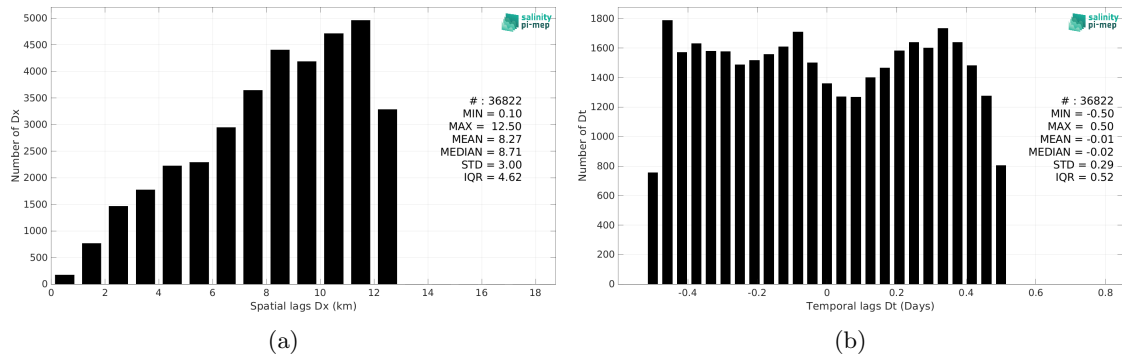 5000
4500
4000
3500
3000
2500
2000
1500
1000
500
0
Number of Dx
0 2 4 6 8 10 12 14 16 18
Spatial lags Dx (km)
salinity
pi-mep
# : 36822
MIN = 0.10
MAX = 12.50
MEAN = 8.27
MEDIAN = 8.71
STD = 3.00
IQR = 4.62
(a)
1800
1600
1400
1200
1000
800
600
400
200
0
Number of Dt
-0.4 -0.2 0 0.2 0.4 0.6 0.8
Temporal lags Dt (Days)
salinity
pi-mep
# : 36822
MIN = -0.50
MAX = 0.50
MEAN = -0.01
MEDIAN = -0.02
STD = 0.29
IQR = 0.52
(b)